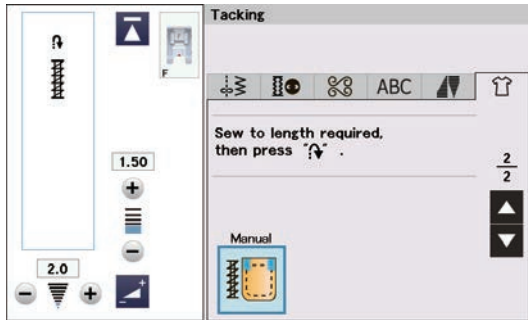 Tacking
F
ABC
Sew to length required,
then press "↷" .
2
2
1.50
2.0
Manual